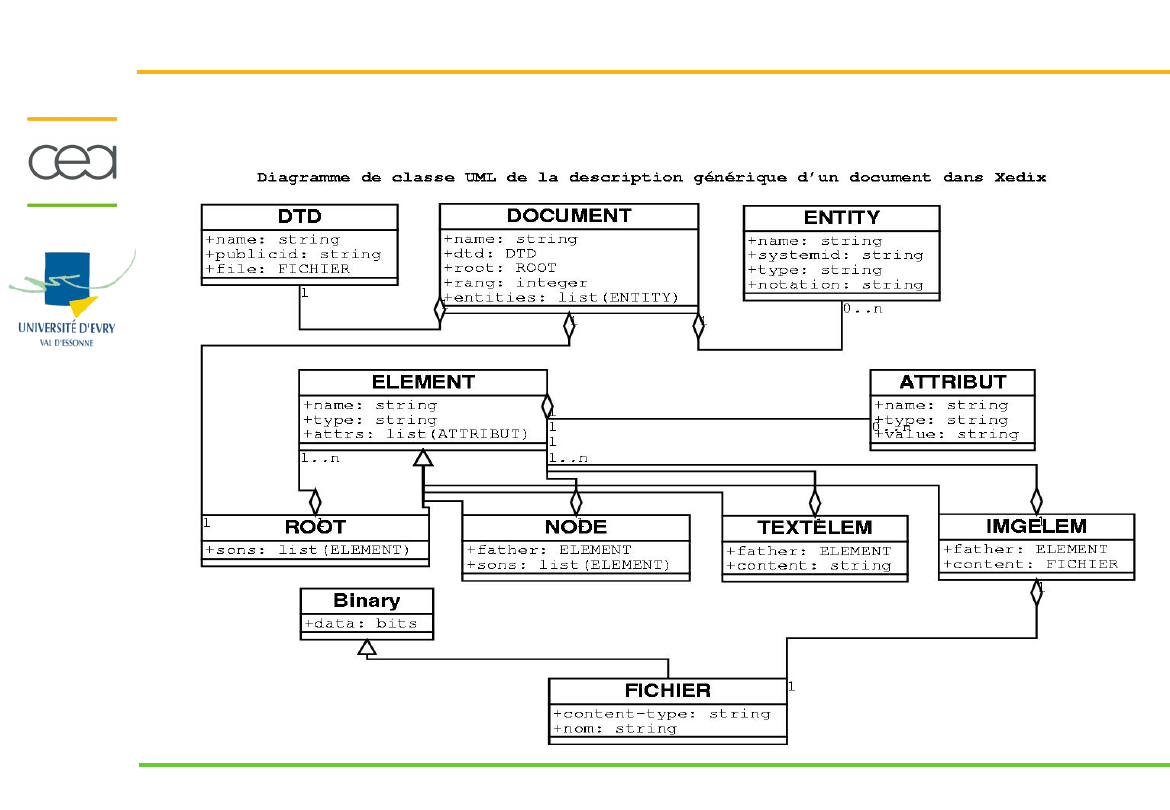 cea
UNIVERSITÉ D'EVRY
VAL D'ESSONNE
Diagramme de classe UML de la description générique d'un document dans Xedix
DTD
+name: string
+publicid: string
+file: FICHIER
1
DOCUMENT
+name: string
+dtd: DTD
+root: ROOT
+rang: integer
+entities: list(ENTITY)
1
1
ENTITY
+name: string
+systemid: string
+type: string
+notation: string
0..n
ELEMENT
+name: string
+type: string
+attrs: list(ATTRIBUT)
1..n
1
1
1
1..n
ATTRIBUT
+name: string
+type: string
+value: string
0..n
1
ROOT
+sons: list(ELEMENT)
1
NODE
+father: ELEMENT
+sons: list(ELEMENT)
1
TEXTELEM
+father: ELEMENT
+content: string
1
IMGELEM
+father: ELEMENT
+content: FICHIER
1
1
Binary
+data: bits
FICHIER
+content-type: string
+nom: string
1